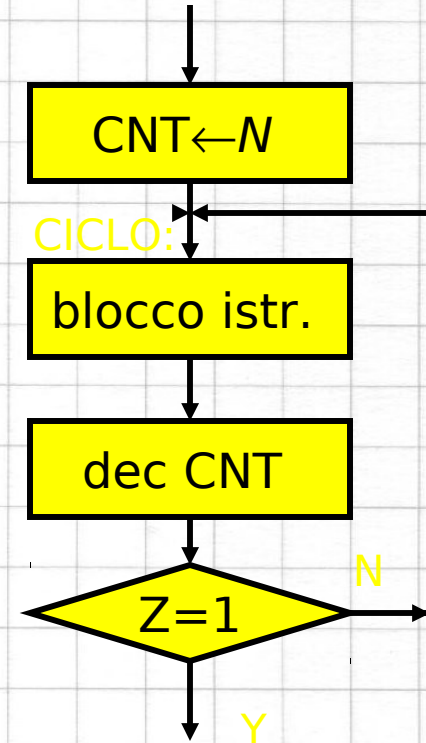 CNT←N
CICLO:
blocco istr.
dec CNT
Z=1
N
Y